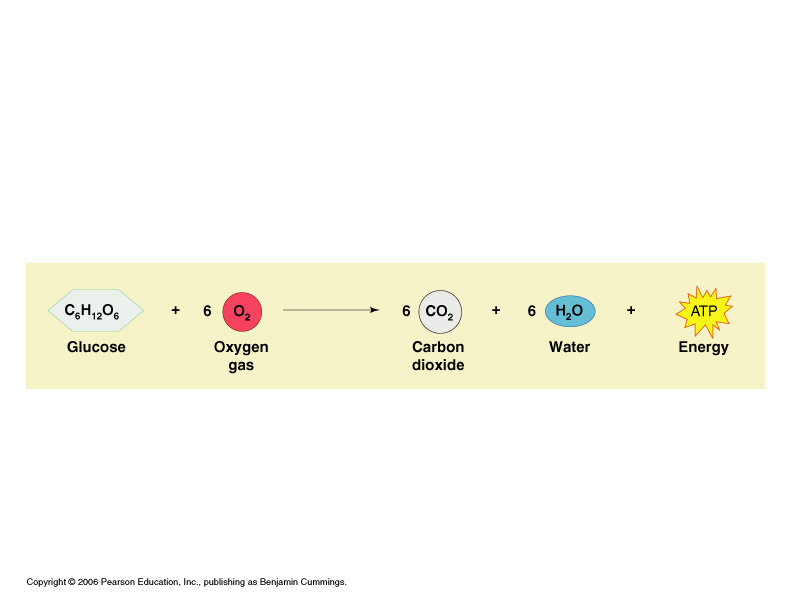 C₆H₁₂O₆ + 6 O₂ 6 CO₂ + 6 H₂O + ATP
Glucose Oxygen gas Carbon dioxide Water Energy
Copyright © 2006 Pearson Education, Inc., publishing as Benjamin Cummings.